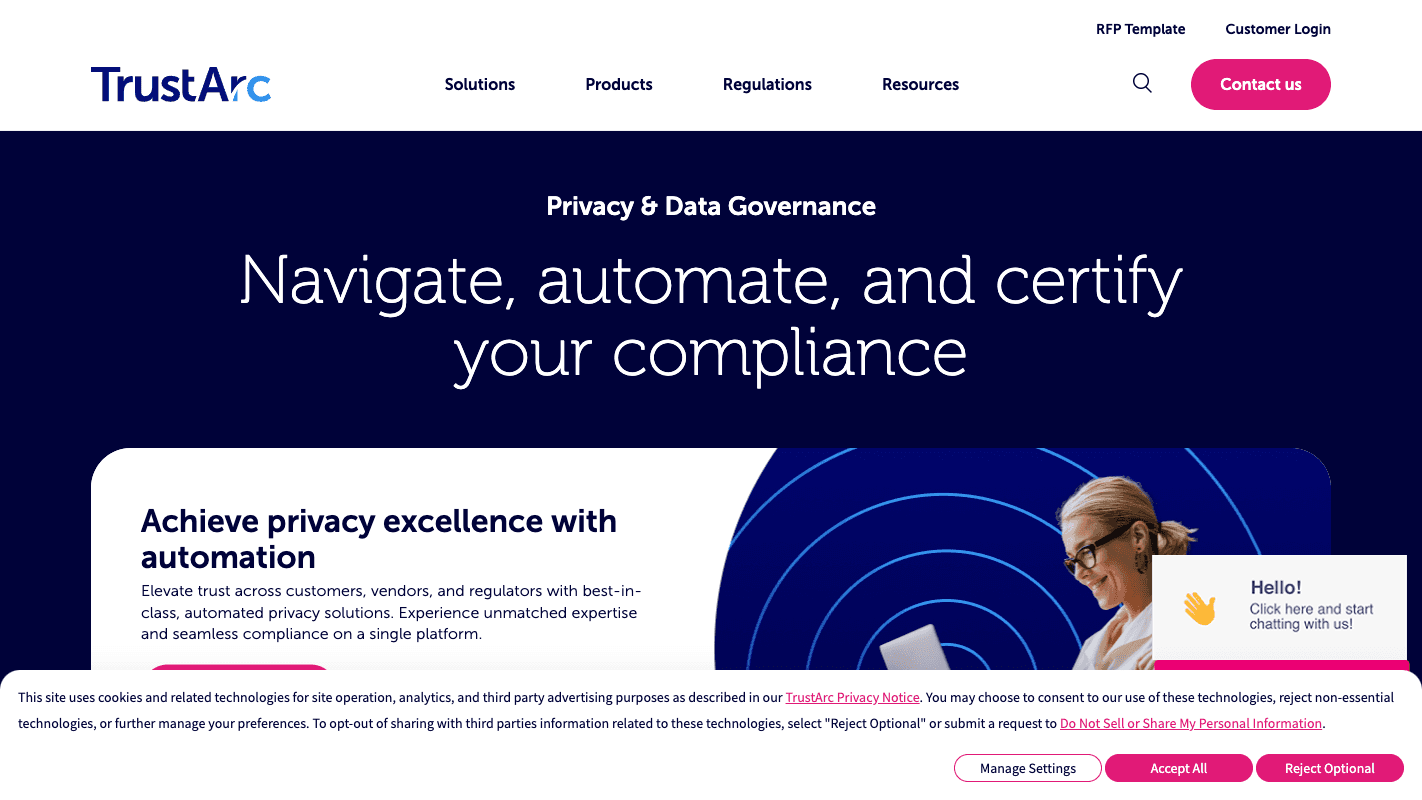 RFP Template
Customer Login
TrustArc
Solutions
Products
Regulations
Resources
Contact us
Privacy & Data Governance
Navigate, automate, and certify
your compliance
Achieve privacy excellence with
automation
Elevate trust across customers, vendors, and regulators with best-in-
class, automated privacy solutions. Experience unmatched expertise
and seamless compliance on a single platform.
Hello!
Click here and start
chatting with us!
This site uses cookies and related technologies for site operation, analytics, and third party advertising purposes as described in our TrustArc Privacy Notice. You may choose to consent to our use of these technologies, reject non-essential
technologies, or further manage your preferences. To opt-out of sharing with third parties information related to these technologies, select "Reject Optional" or submit a request to Do Not Sell or Share My Personal Information.
Manage Settings
Accept All
Reject Optional